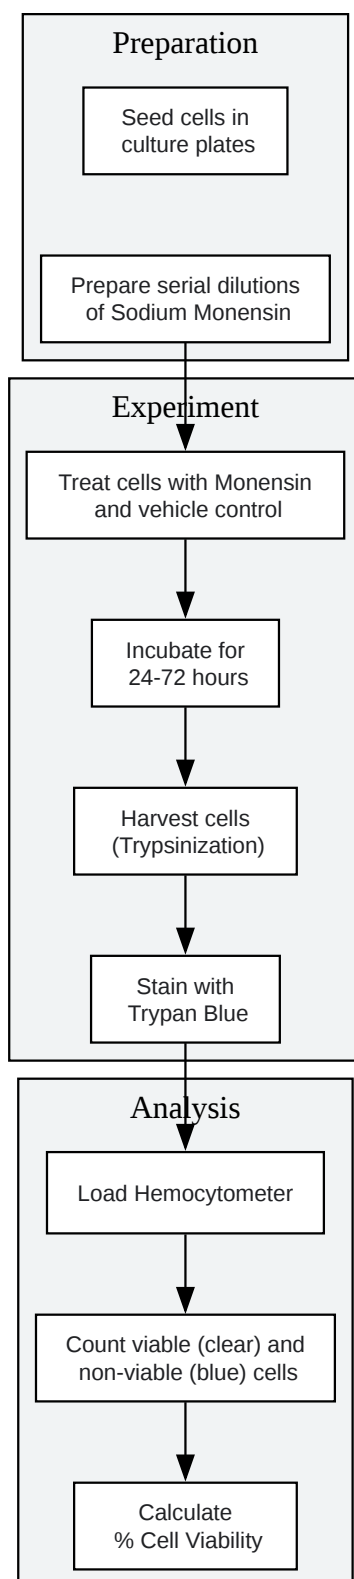 Preparation
Seed cells in
culture plates
Prepare serial dilutions
of Sodium Monensin
Experiment
Treat cells with Monensin
and vehicle control
Incubate for
24-72 hours
Harvest cells
(Trypsinization)
Stain with
Trypan Blue
Analysis
Load Hemocytometer
Count viable (clear) and
non-viable (blue) cells
Calculate
% Cell Viability